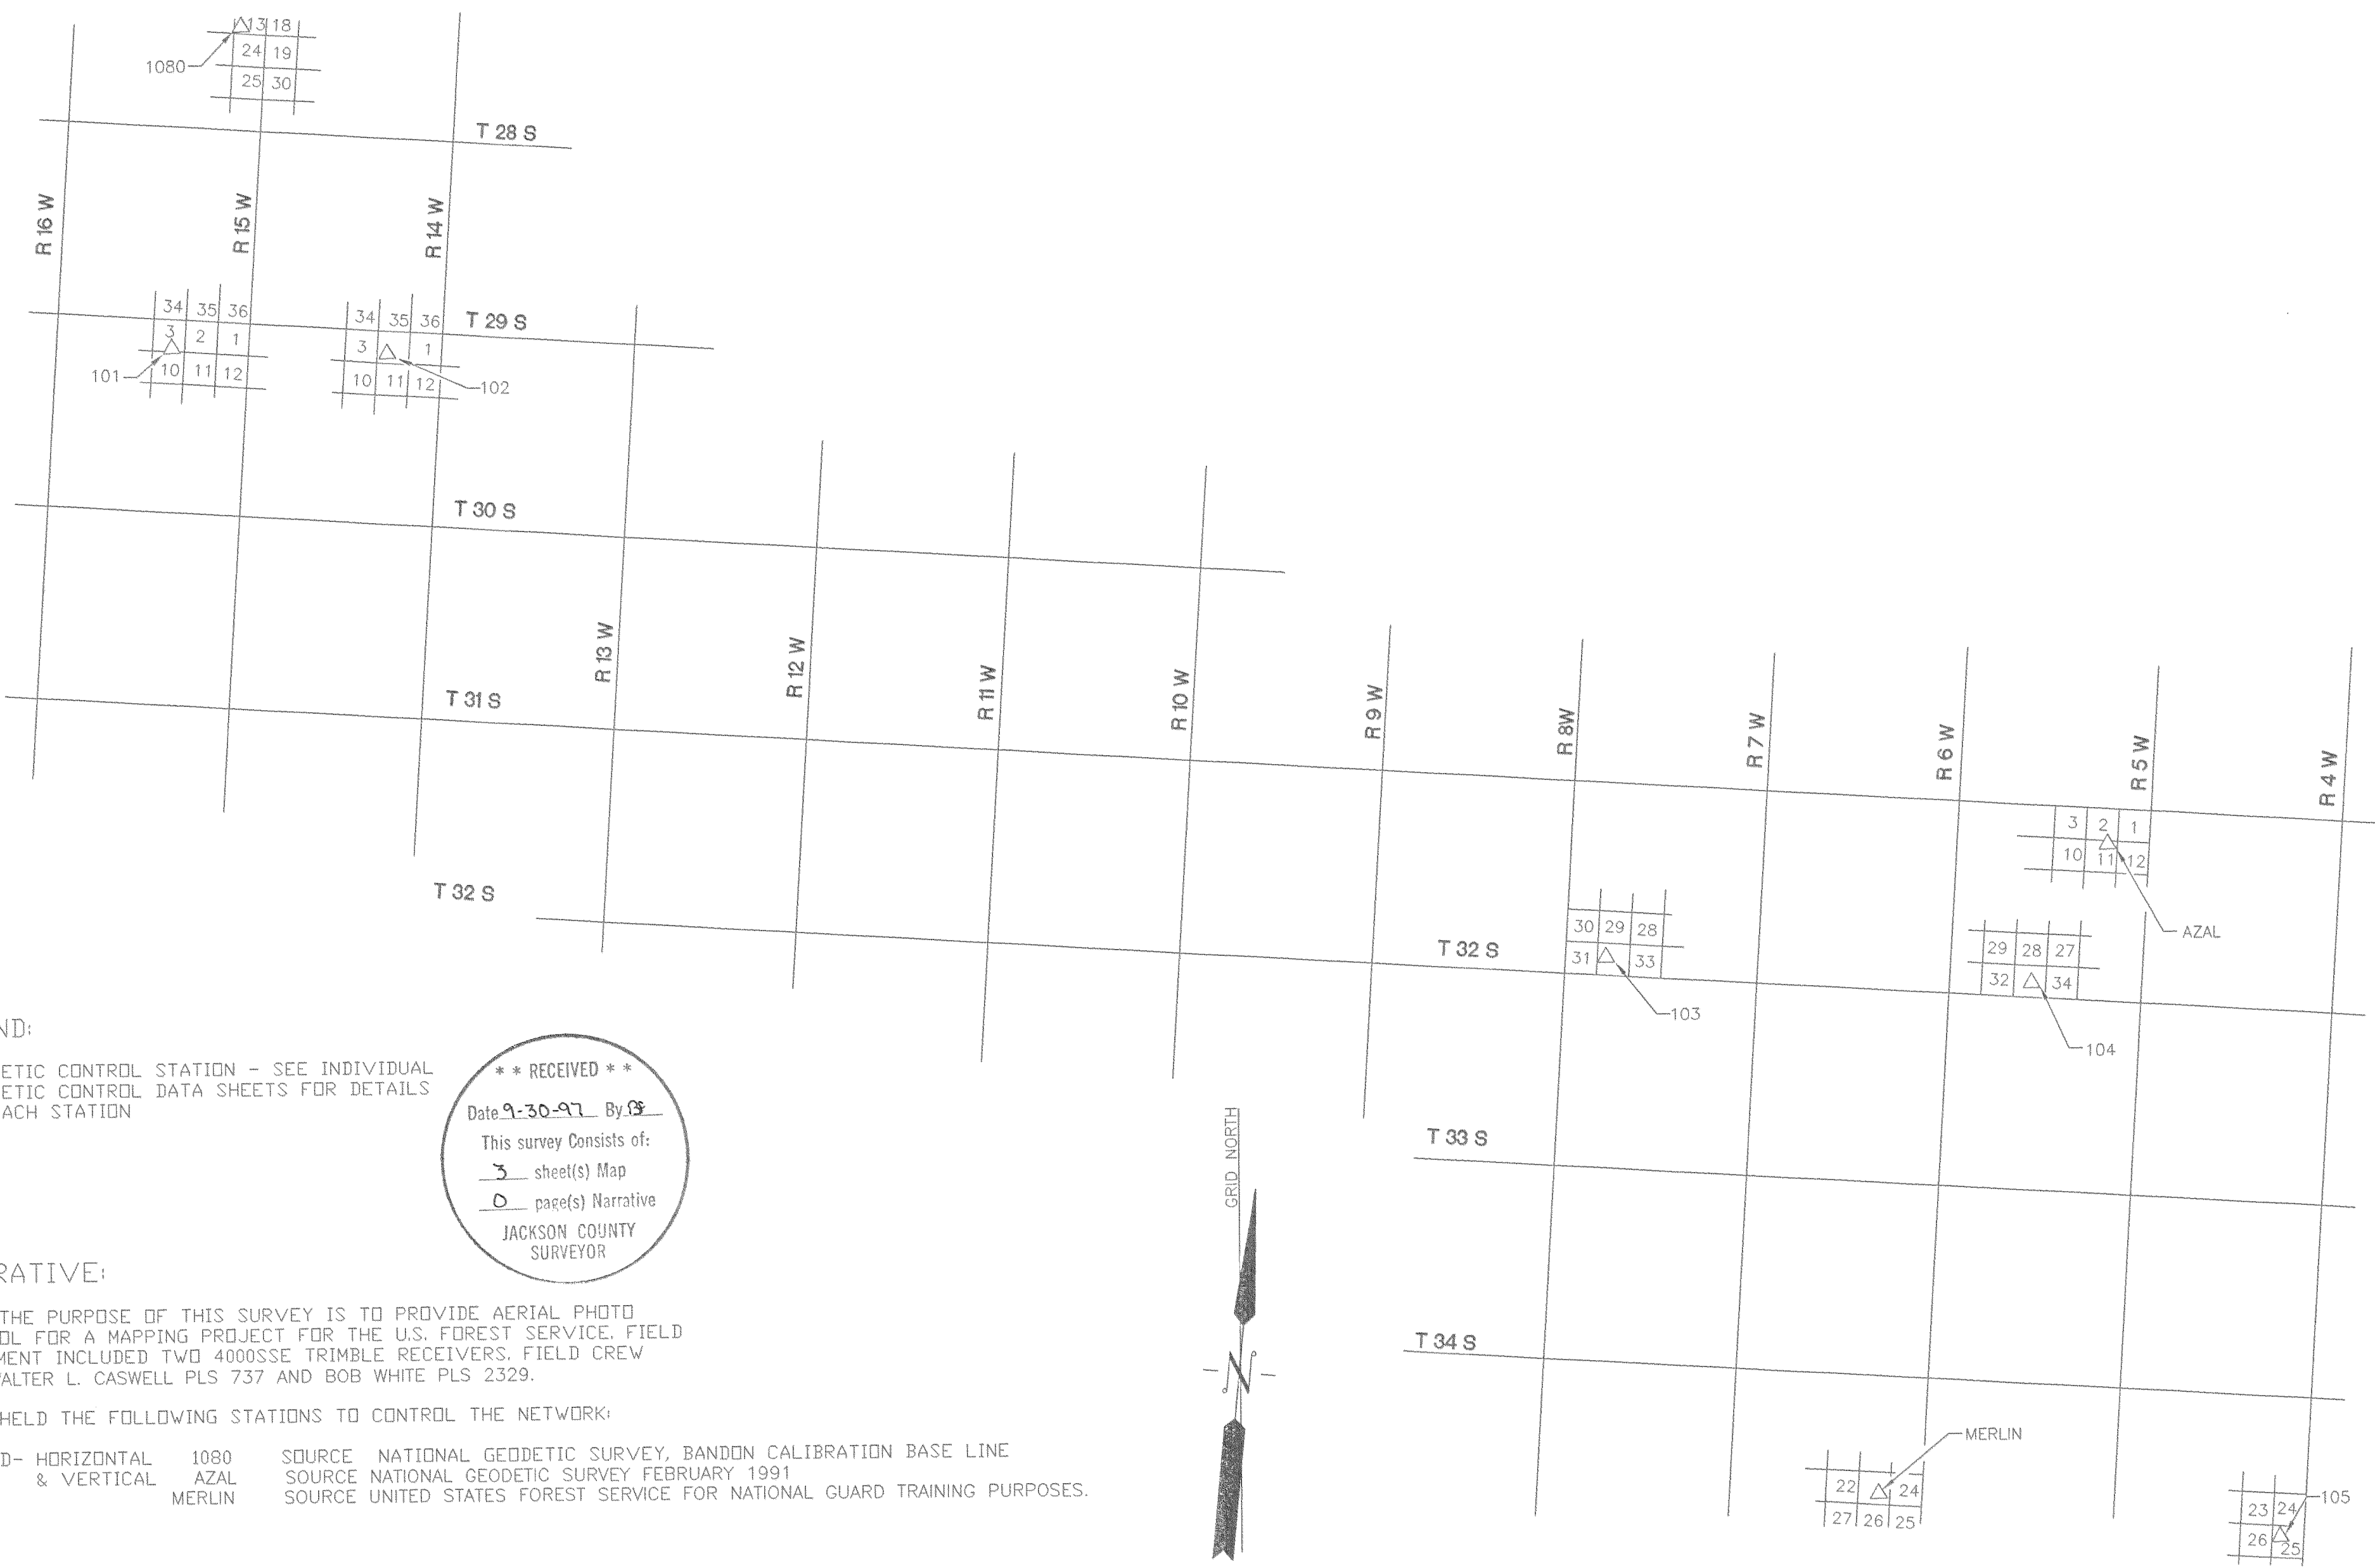 13 18
24 19
25 30
1080
T 28 S
R 16 W
R 15 W
R 14 W
34 35 36
3 2 1
10 11 12
101
34 35 36
3 1
10 11 12
102
T 29 S
T 30 S
R 13 W
R 12 W
R 11 W
R 10 W
R 9 W
R 8W
R 7 W
R 6 W
R 5 W
R 4 W
T 31 S
3 2 1
10 11 12
AZAL
T 32 S
30 29 28
31 33
103
T 32 S
29 28 27
32 34
104
ND:
ETIC CONTROL STATION - SEE INDIVIDUAL
ETIC CONTROL DATA SHEETS FOR DETAILS
ACH STATION
* * RECEIVED * *
Date 9-30-97 By BF
This survey Consists of:
3 sheet(s) Map
0 page(s) Narrative
JACKSON COUNTY
SURVEYOR
GRID NORTH
N
T 33 S
T 34 S
RATIVE:
THE PURPOSE OF THIS SURVEY IS TO PROVIDE AERIAL PHOTO
OL FOR A MAPPING PROJECT FOR THE U.S. FOREST SERVICE. FIELD
MENT INCLUDED TWO 4000SSE TRIMBLE RECEIVERS. FIELD CREW
ALTER L. CASWELL PLS 737 AND BOB WHITE PLS 2329.
HELD THE FOLLOWING STATIONS TO CONTROL THE NETWORK:
D- HORIZONTAL 1080 SOURCE NATIONAL GEODETIC SURVEY, BANDON CALIBRATION BASE LINE
& VERTICAL AZAL SOURCE NATIONAL GEODETIC SURVEY FEBRUARY 1991
MERLIN SOURCE UNITED STATES FOREST SERVICE FOR NATIONAL GUARD TRAINING PURPOSES.
MERLIN
22 24
27 26 25
105
23 24
26 25